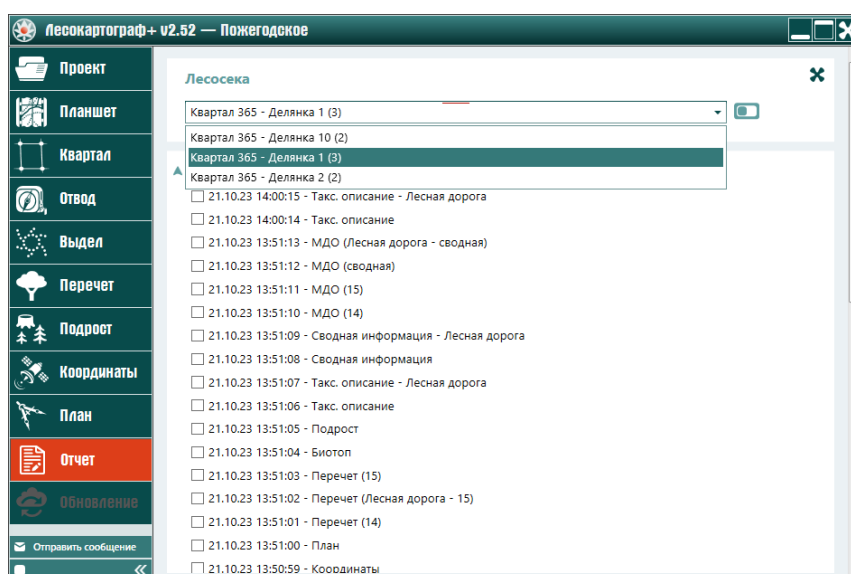 Лесокартограф+ v2.52 — Пожегодское
Проект
Планшет
Квартал
Отвод
Выдел
Перечет
Подрост
Координаты
План
Отчет
Обновление
Отправить сообщение
Лесосека
Квартал 365 - Делянка 1 (3)
Квартал 365 - Делянка 10 (2)
Квартал 365 - Делянка 1 (3)
Квартал 365 - Делянка 2 (2)
21.10.23 14:00:15 - Такс. описание - Лесная дорога
21.10.23 14:00:14 - Такс. описание
21.10.23 13:51:13 - МДО (Лесная дорога - сводная)
21.10.23 13:51:12 - МДО (сводная)
21.10.23 13:51:11 - МДО (15)
21.10.23 13:51:10 - МДО (14)
21.10.23 13:51:09 - Сводная информация - Лесная дорога
21.10.23 13:51:08 - Сводная информация
21.10.23 13:51:07 - Такс. описание - Лесная дорога
21.10.23 13:51:06 - Такс. описание
21.10.23 13:51:05 - Подрост
21.10.23 13:51:04 - Биотоп
21.10.23 13:51:03 - Перечет (15)
21.10.23 13:51:02 - Перечет (Лесная дорога - 15)
21.10.23 13:51:01 - Перечет (14)
21.10.23 13:51:00 - План
21.10.23 13:50:59 - Координаты